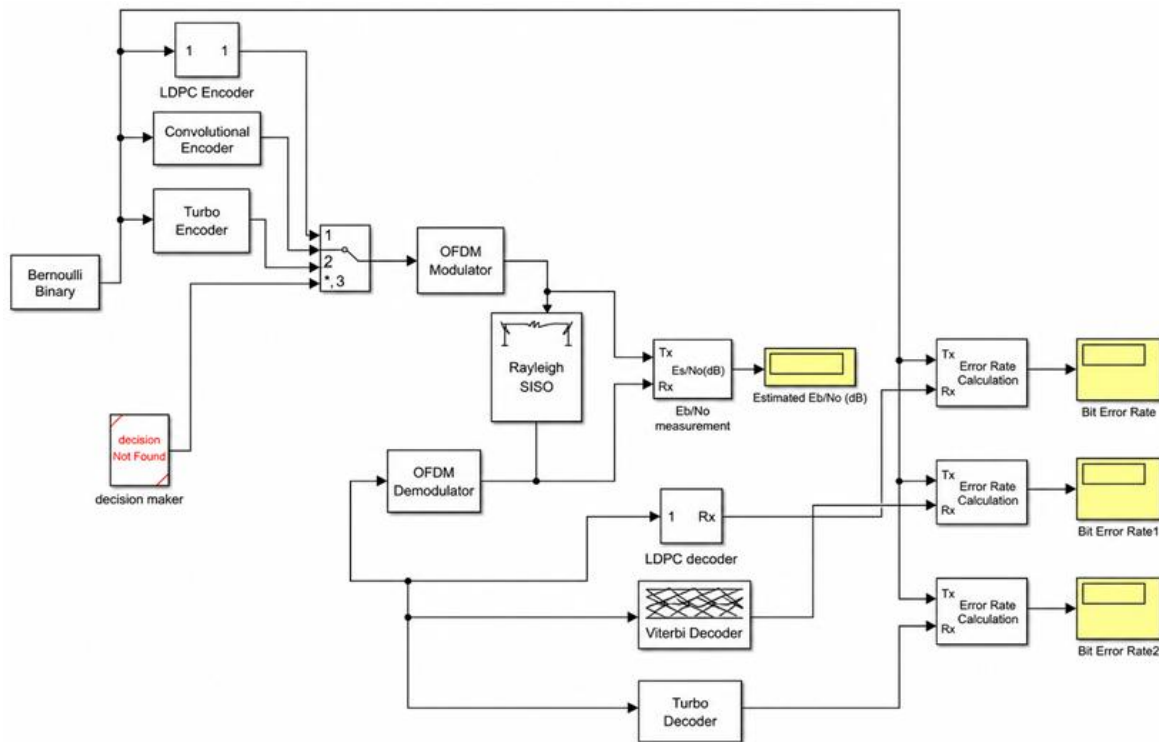 1 1
LDPC Encoder
Convolutional
Encoder
Turbo
Encoder
Bernoulli
Binary
1
2
*, 3
OFDM
Modulator
Rayleigh
SISO
Tx
Es/No(dB)
Rx
Eb/No
measurement
Estimated Eb/No (dB)
Tx
Error Rate
Calculation
Rx
Bit Error Rate
decision
Not Found
decision maker
OFDM
Demodulator
1 Rx
LDPC decoder
Tx
Error Rate
Calculation
Rx
Bit Error Rate1
Viterbi Decoder
Tx
Error Rate
Calculation
Rx
Bit Error Rate2
Turbo
Decoder